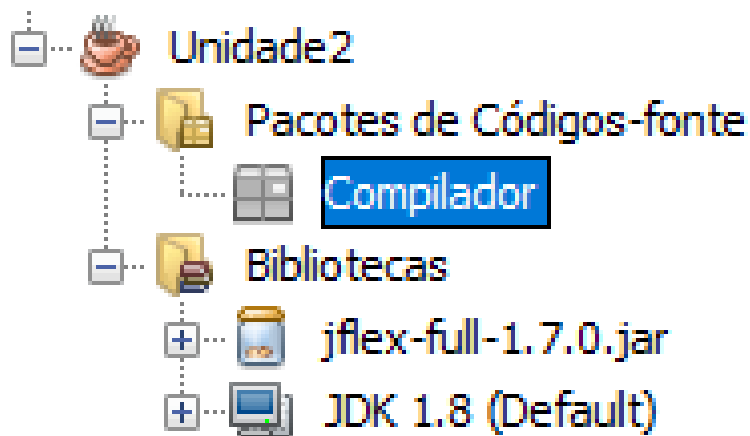 Unidade2
Pacotes de Códigos-fonte
Compilador
Bibliotecas
jflex-full-1.7.0.jar
JDK 1.8 (Default)